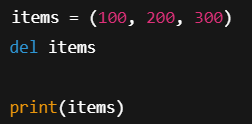 items = (100, 200, 300)
del items
print(items)